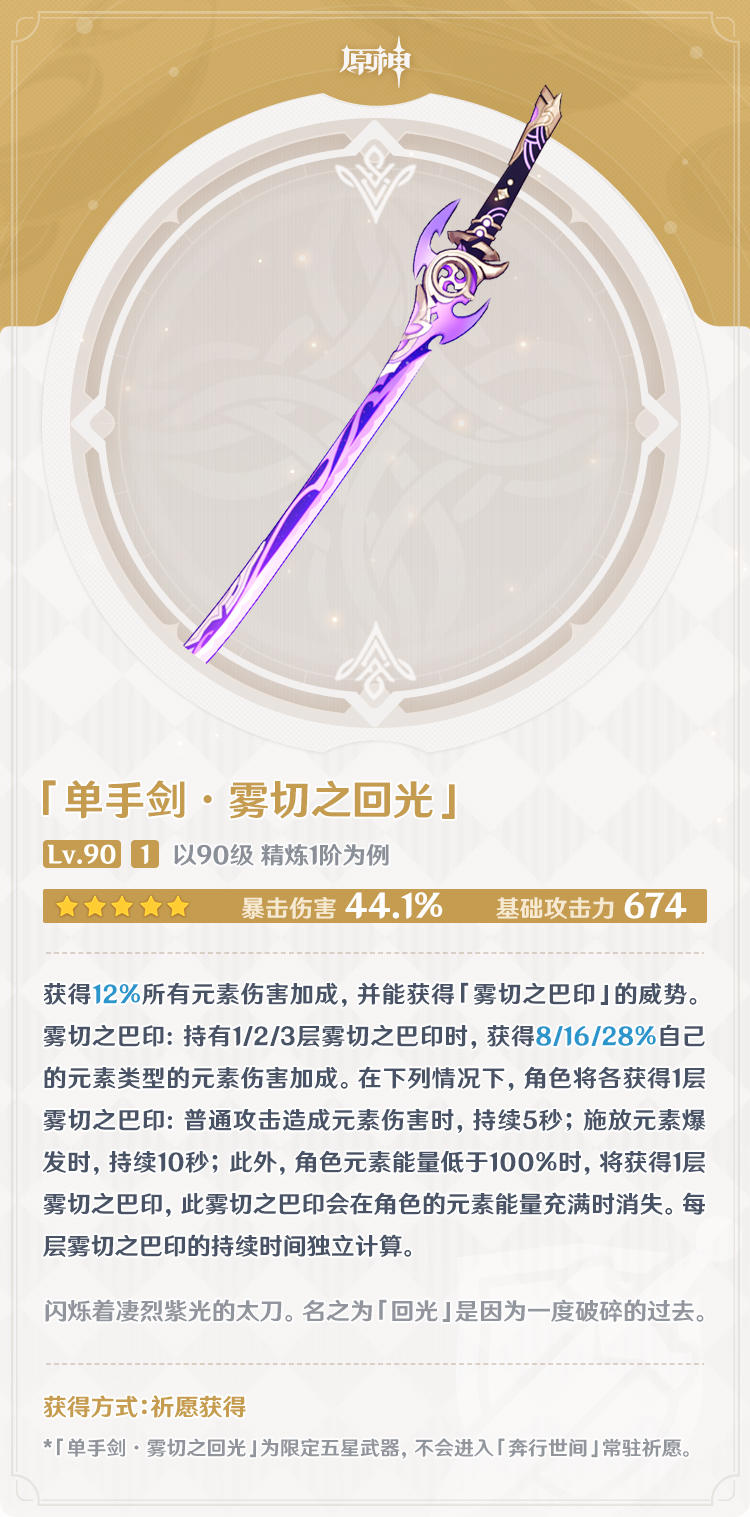 原神
「单手剑·雾切之回光」
Lv.90 1 以90级 精炼1阶为例
暴击伤害 44.1% 基础攻击力 674
获得12%所有元素伤害加成，并能获得「雾切之巴印」的威势。
雾切之巴印：持有1/2/3层雾切之巴印时，获得8/16/28%自己
的元素类型的元素伤害加成。在下列情况下，角色将各获得1层
雾切之巴印：普通攻击造成元素伤害时，持续5秒；施放元素爆
发时，持续10秒；此外，角色元素能量低于100%时，将获得1层
雾切之巴印，此雾切之巴印会在角色的元素能量充满时消失。每
层雾切之巴印的持续时间独立计算。
闪烁着凄烈紫光的太刀。名之为「回光」是因为一度破碎的过去。
获得方式：祈愿获得
*「单手剑·雾切之回光」为限定五星武器，不会进入「奔行世间」常驻祈愿。